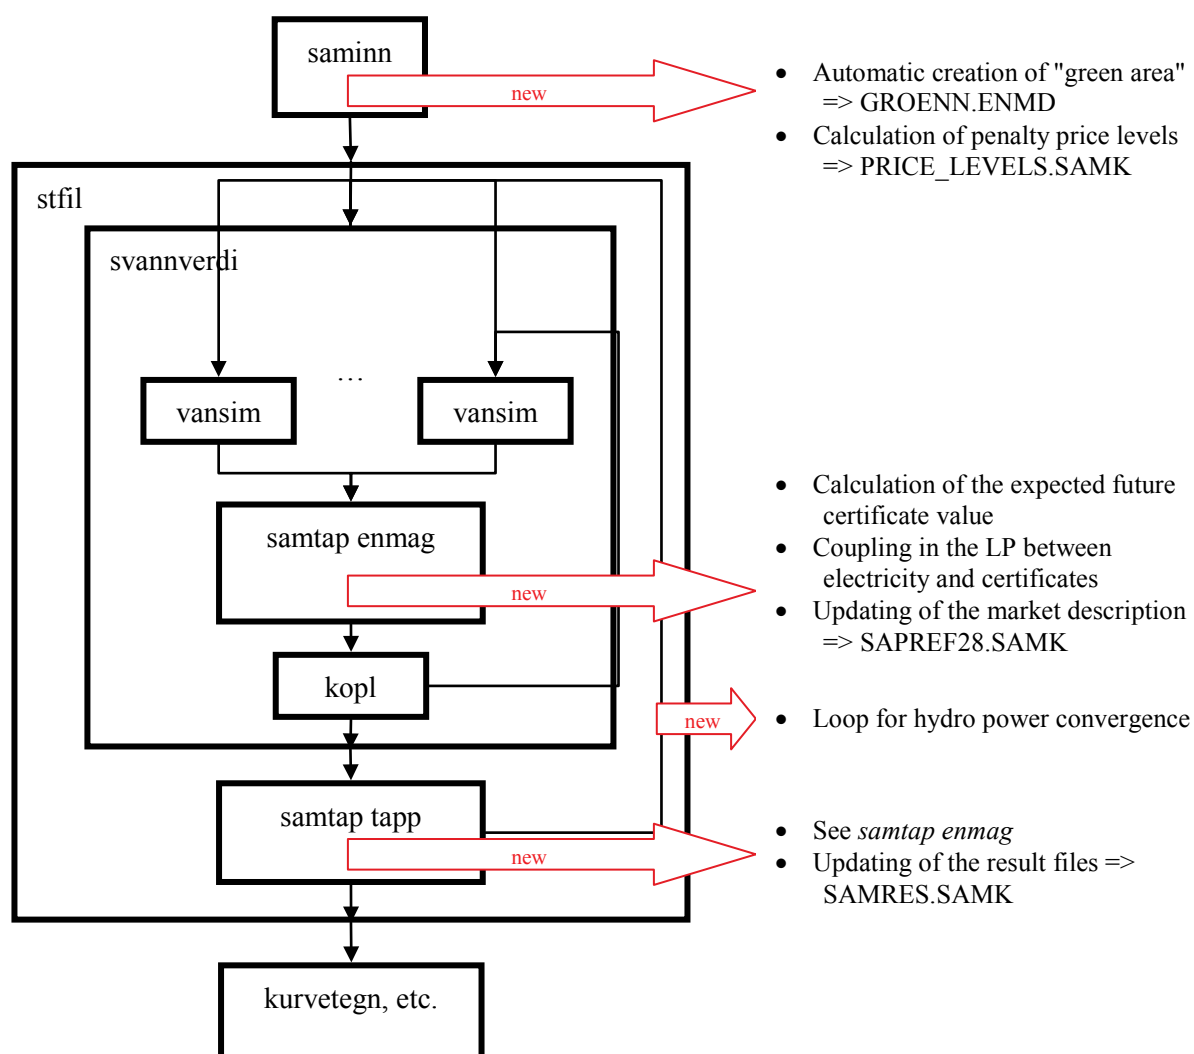 saminn
new
• Automatic creation of "green area"
=> GROENN.ENMD
• Calculation of penalty price levels
=> PRICE_LEVELS.SAMK
stfil
svannverdi
...
vansim
vansim
samtap enmag
new
• Calculation of the expected future
certificate value
• Coupling in the LP between
electricity and certificates
• Updating of the market description
=> SAPREF28.SAMK
kopl
new
• Loop for hydro power convergence
samtap tapp
new
• See samtap enmag
• Updating of the result files =>
SAMRES.SAMK
kurvetegn, etc.